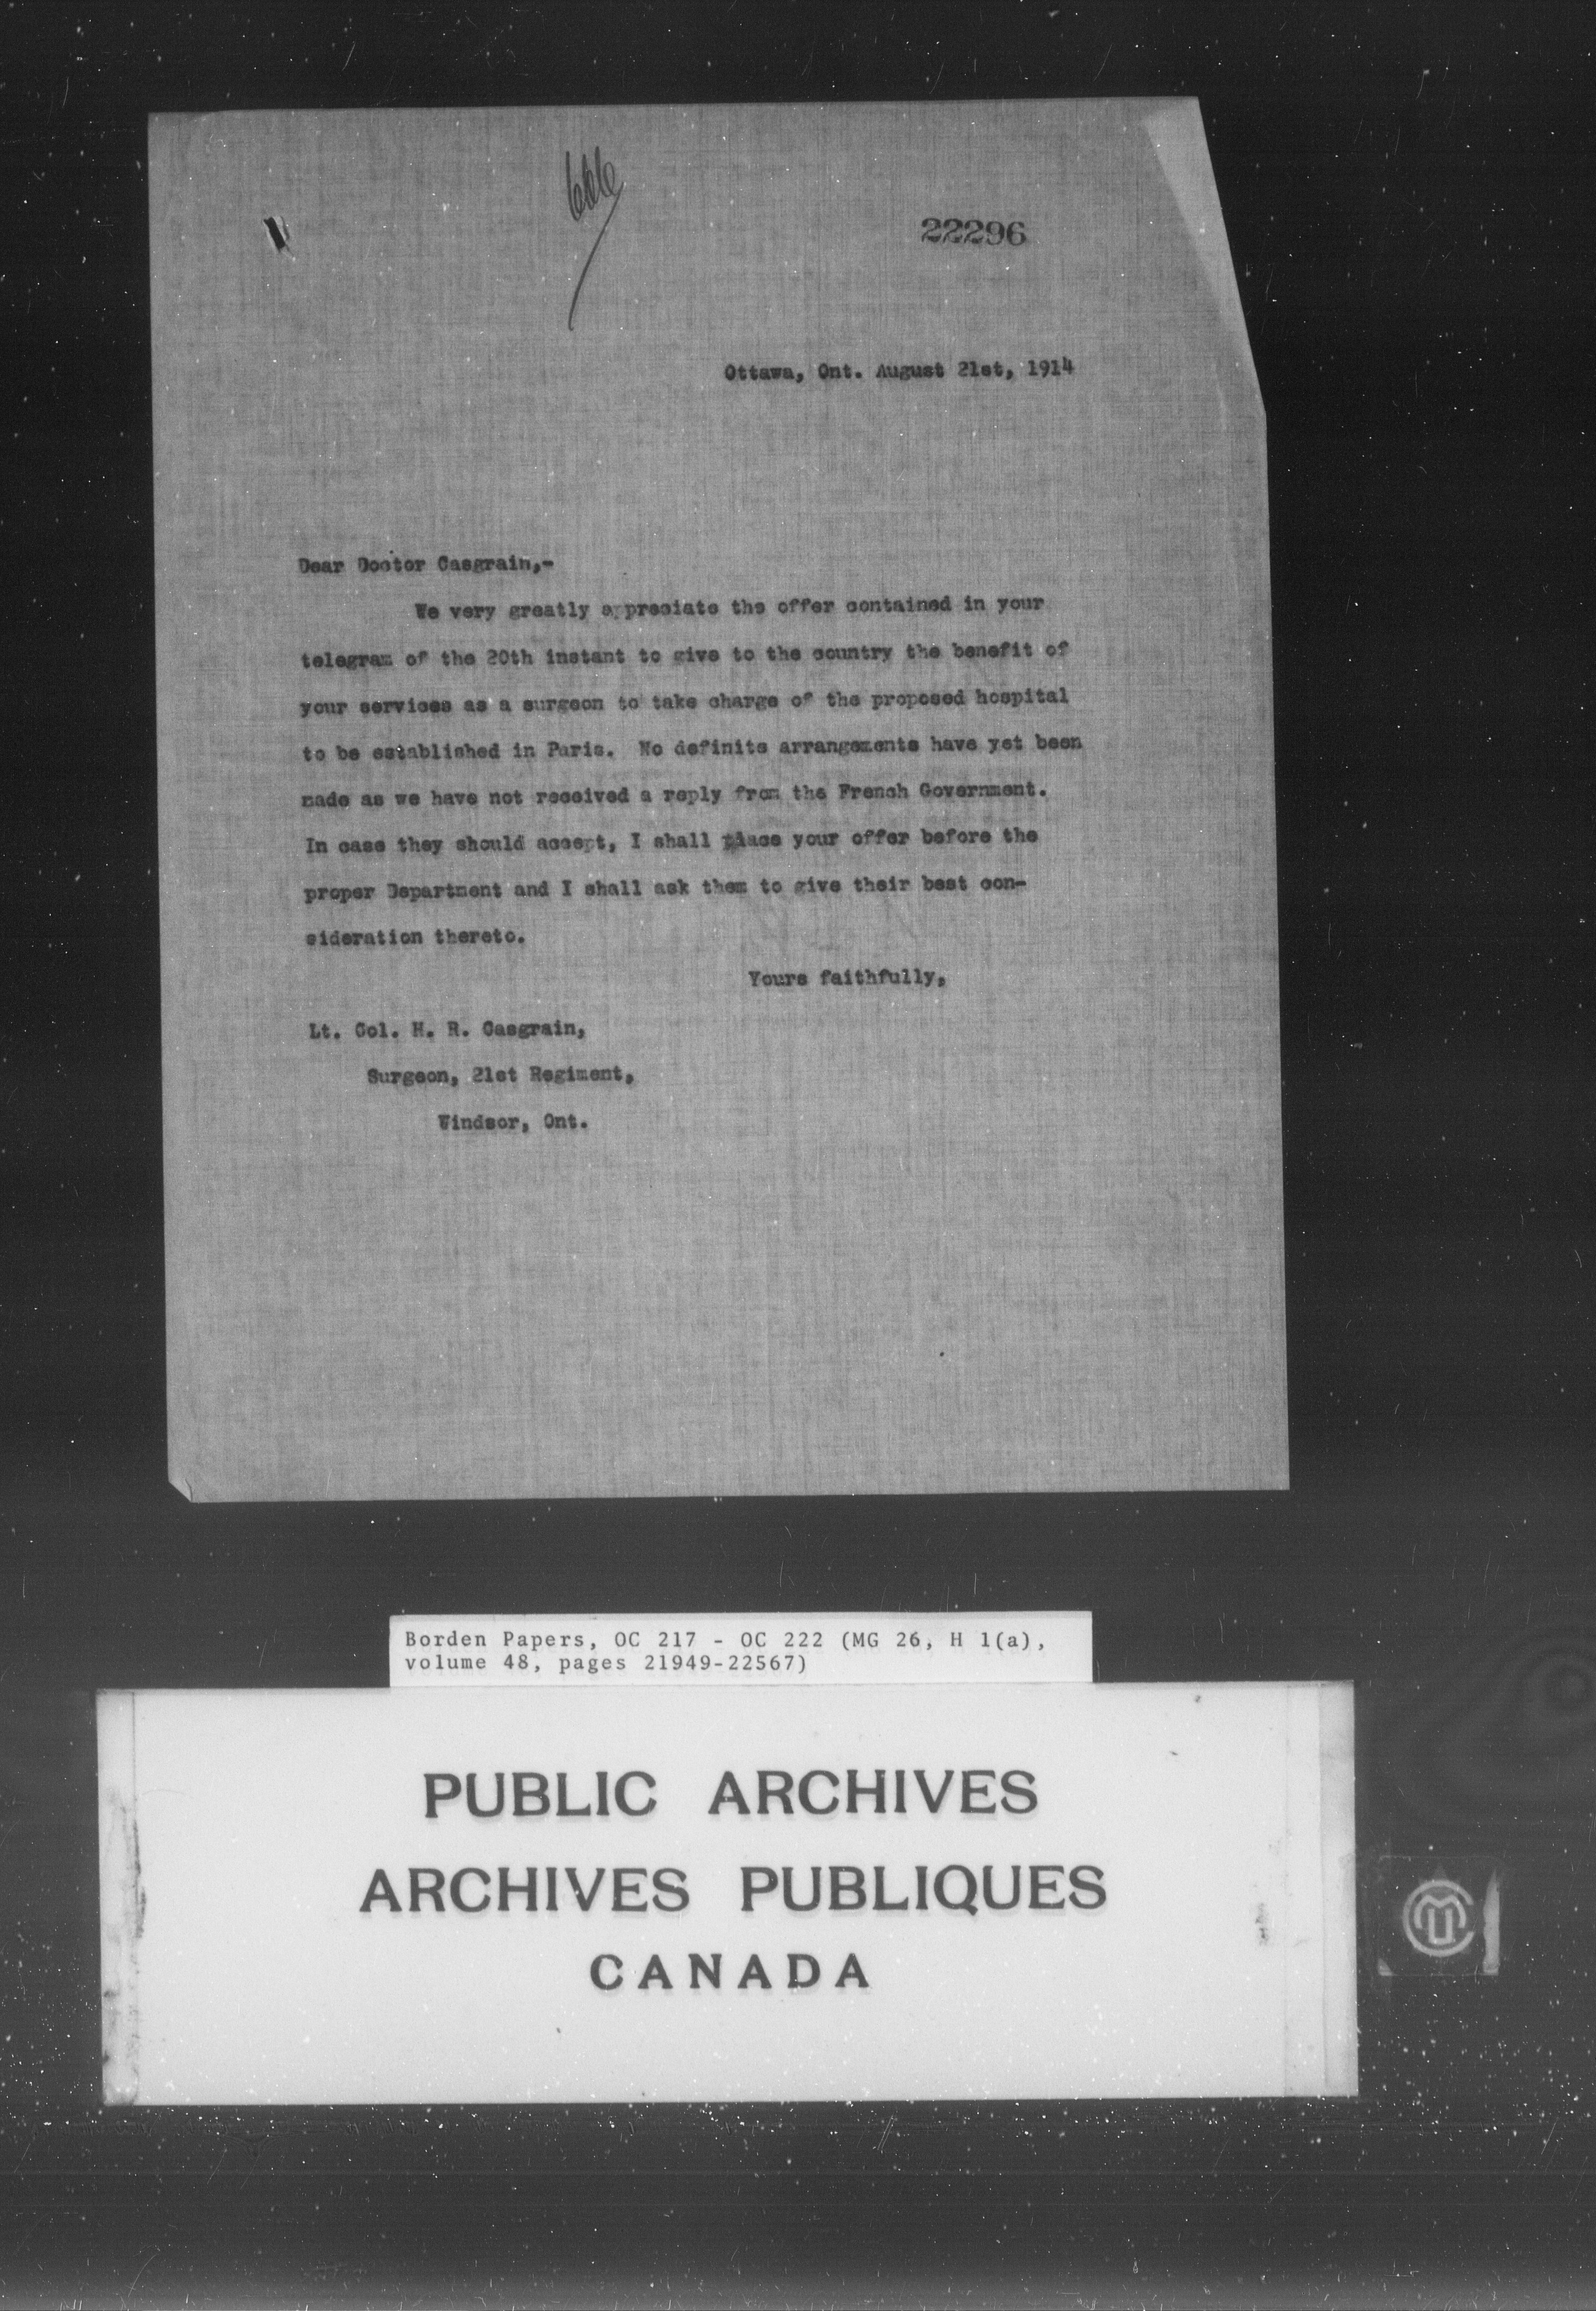 22296
Ottawa, Ont. August 21st, 1914
Dear Doctor Casgrain,-
We very greatly appreciate the offer contained in your
telegram of the 20th instant to give to the country the benefit of
your services as a surgeon to take charge of the proposed hospital
to be established in Paris. No definite arrangements have yet been
made as we have not received a reply from the French Government.
In case they should accept, I shall place your offer before the
proper Department and I shall ask them to give their best con-
sideration thereto.
Yours faithfully,
Lt. Col. H. R. Casgrain,
Surgeon, 21st Regiment,
Windsor, Ont.
Borden Papers, OC 217 - OC 222 (MG 26, H 1(a),
volume 48, pages 21949-22567)
PUBLIC ARCHIVES
ARCHIVES PUBLIQUES
CANADA